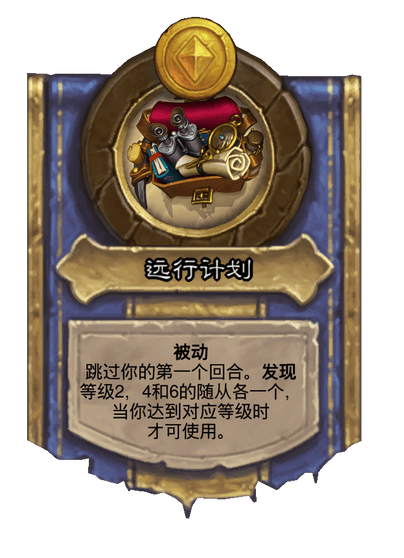 远行计划
被动
跳过你的第一个回合。发现
等级2，4和6的随从各一个，
当你达到对应等级时
才可使用。